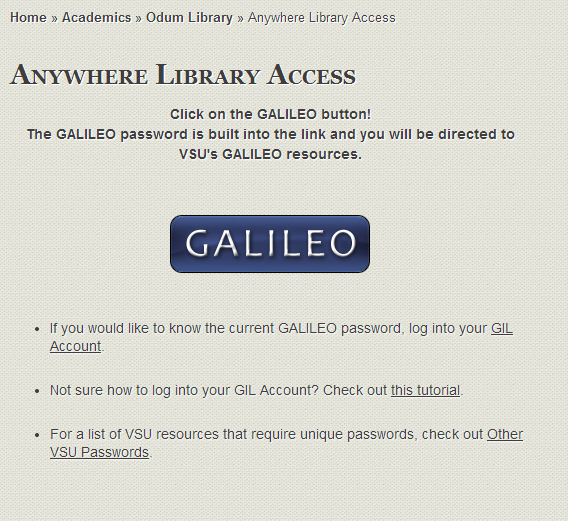 Home » Academics » Odum Library » Anywhere Library Access
Anywhere Library Access
Click on the GALILEO button!
The GALILEO password is built into the link and you will be directed to
VSU's GALILEO resources.
GALILEO
• If you would like to know the current GALILEO password, log into your GIL
Account.
• Not sure how to log into your GIL Account? Check out this tutorial.
• For a list of VSU resources that require unique passwords, check out Other
VSU Passwords.